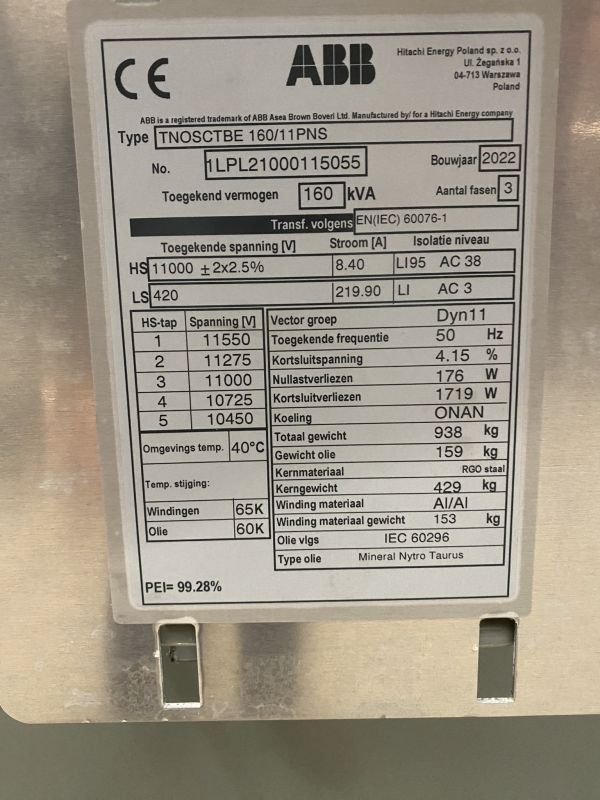 CE
ABB
Hitachi Energy Poland sp. z o.o.
Ul. Żegańska 1
04-713 Warszawa
Poland
ABB is a registered trademark of ABB Asea Brown Boveri Ltd. Manufactured by/ for a Hitachi Energy company
Type TNOSCTBE 160/11PNS
No. 1LPL21000115055 Bouwjaar 2022
Toegekend vermogen 160 kVA Aantal fasen 3
Transf. volgens EN(IEC) 60076-1
Toegekende spanning [V] Stroom [A] Isolatie niveau
HS 11000 ±2x2.5% 8.40 LI95 AC 38
LS 420 219.90 LI AC 3
HS-tap Spanning [V]
1 11550
2 11275
3 11000
4 10725
5 10450
Omgevings temp. 40°C
Temp. stijging:
Windingen 65K
Olie 60K
Vector groep Dyn11
Toegekende frequentie 50 Hz
Kortsluitspanning 4.15 %
Nullastverliezen 176 W
Kortsluitverliezen 1719 W
Koeling ONAN
Totaal gewicht 938 kg
Gewicht olie 159 kg
Kernmateriaal RGO staal
Kerngewicht 429 kg
Winding materiaal Al/Al
Winding materiaal gewicht 153 kg
Olie vlgs IEC 60296
Type olie Mineral Nytro Taurus
PEI= 99.28%